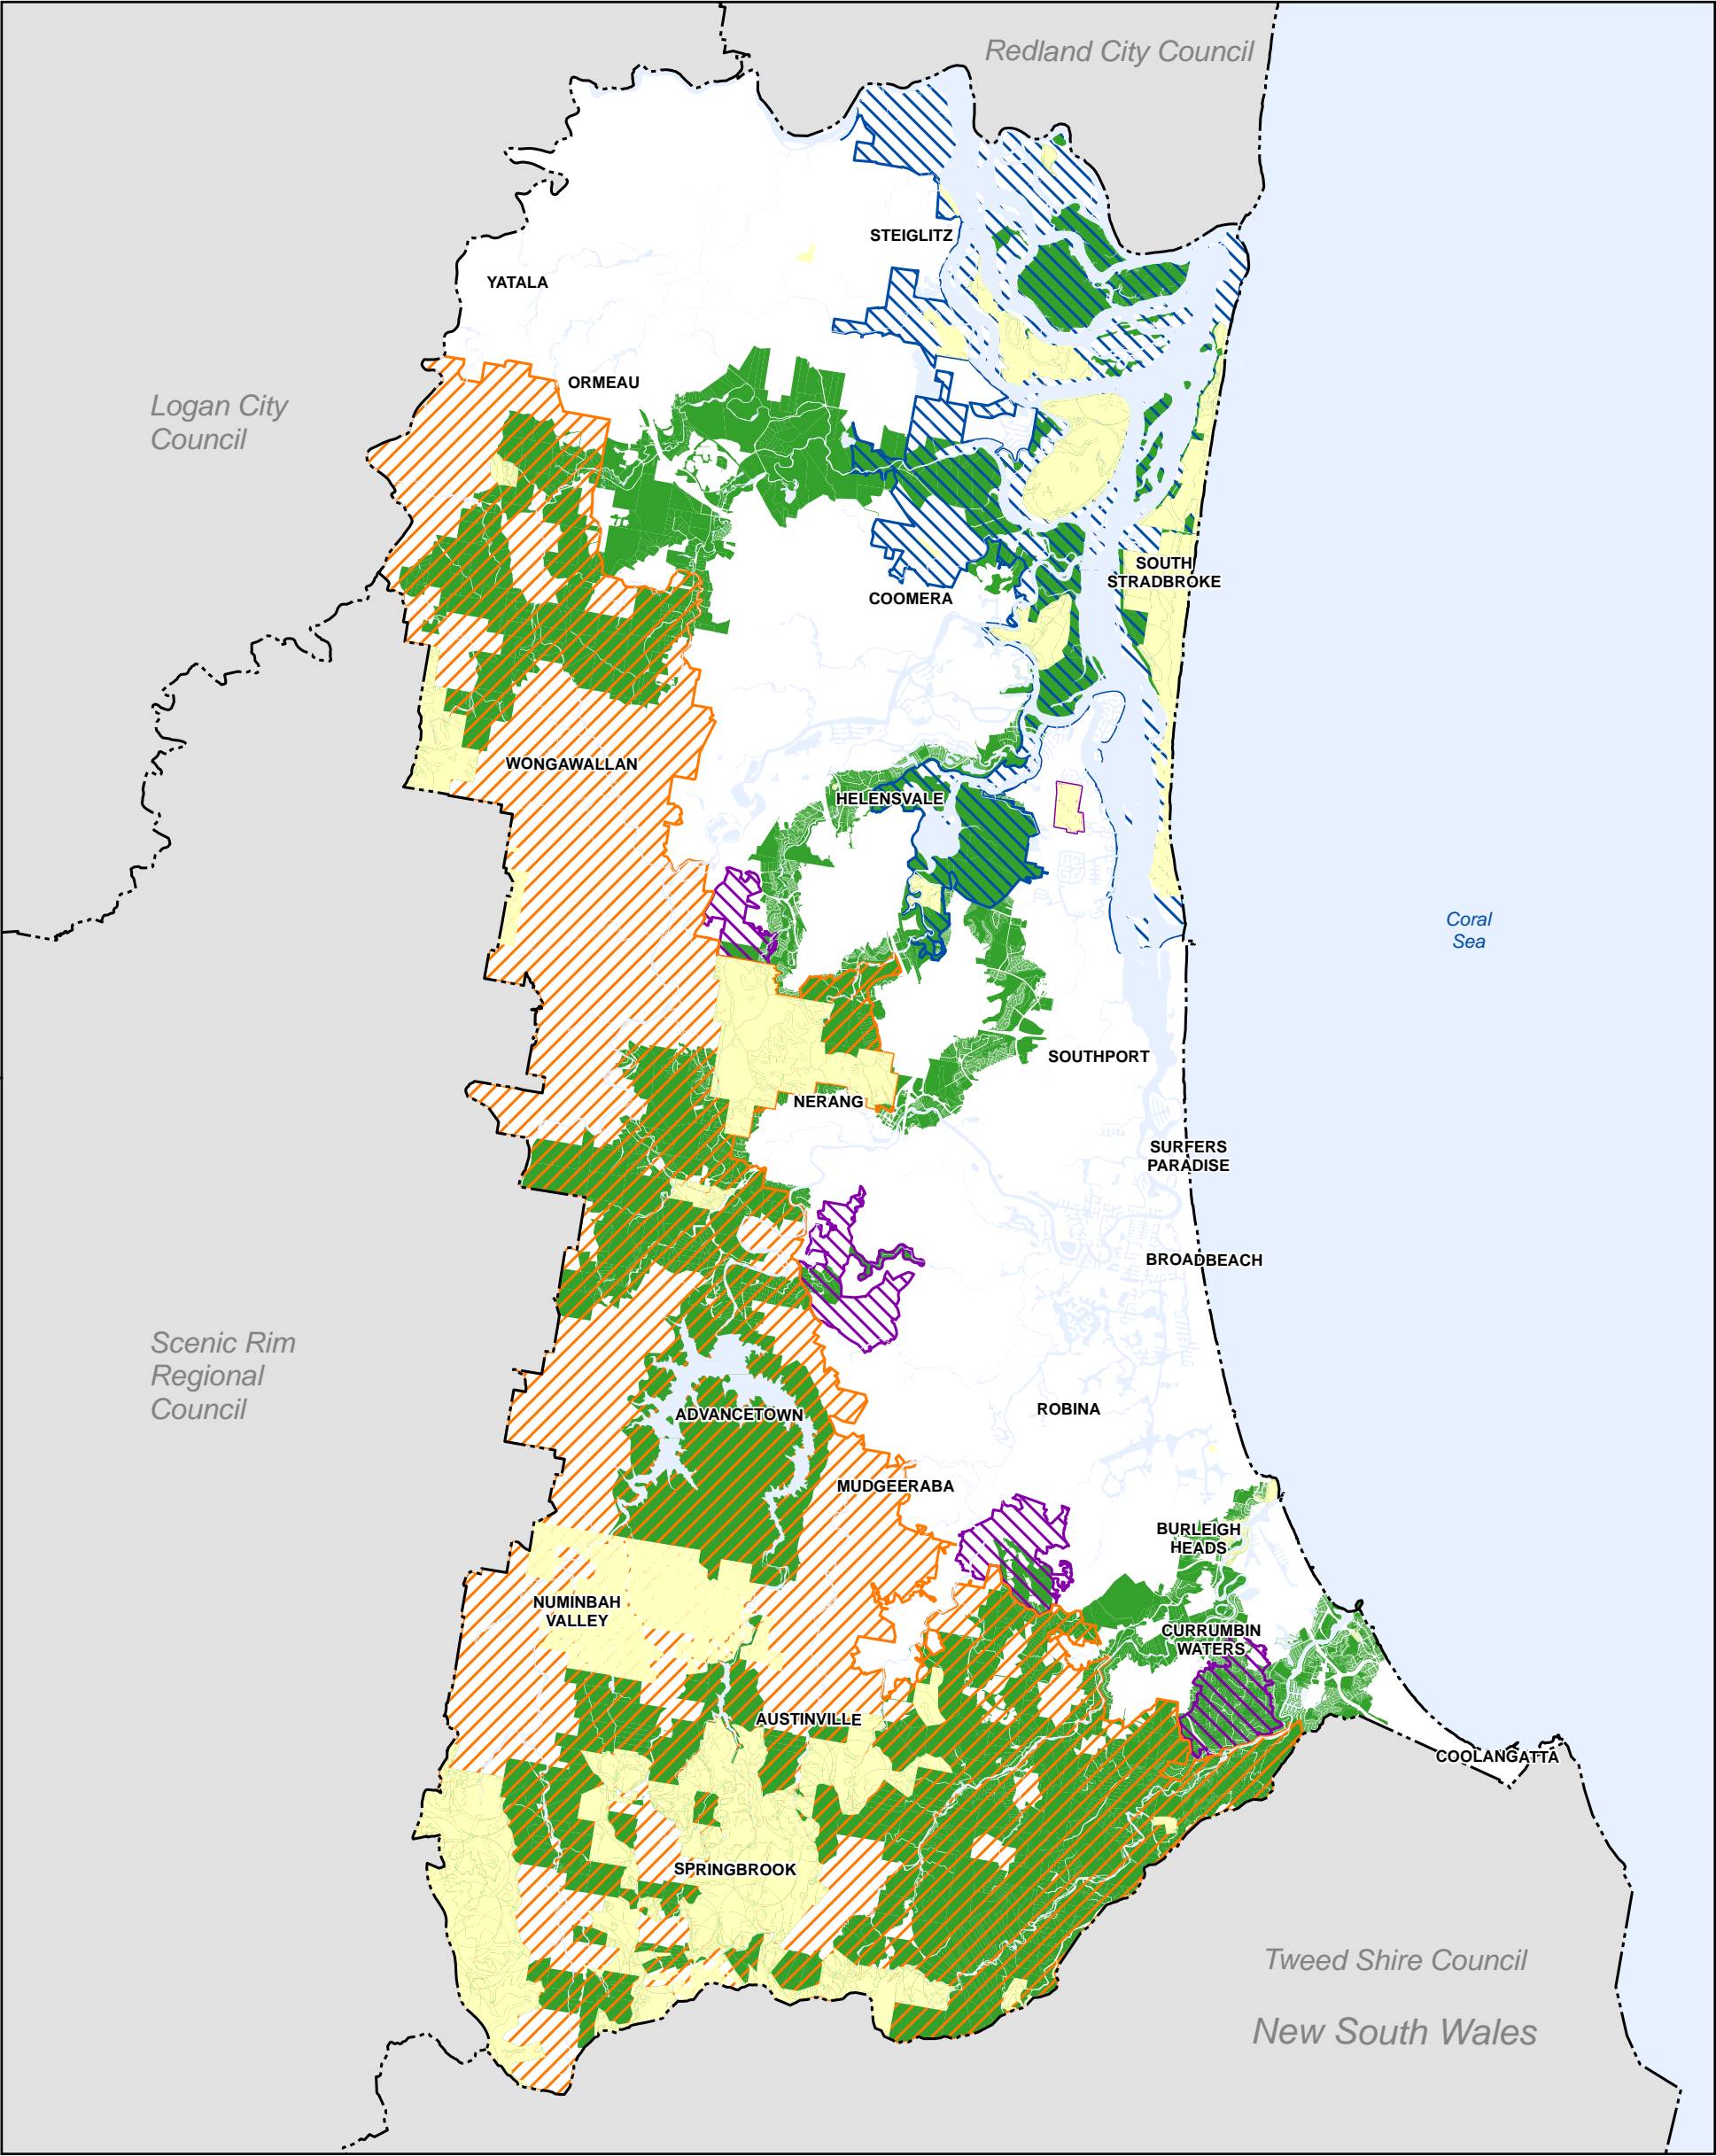 Redland City Council
STEIGLITZ
YATALA
ORMEAU
Logan City
Council
SOUTH
STRADBROKE
COOMERA
WONGAWALLAN
HELENSVALE
Coral
Sea
SOUTHPORT
NERANG
SURFERS
PARADISE
BROADBEACH
Scenic Rim
Regional
Council
ROBINA
ADVANCETOWN
MUDGEERABA
BURLEIGH
HEADS
NUMINBAH
VALLEY
CURRUMBIN
WATERS
AUSTINVILLE
COOLANGATTA
SPRINGBROOK
Tweed Shire Council
New South Wales